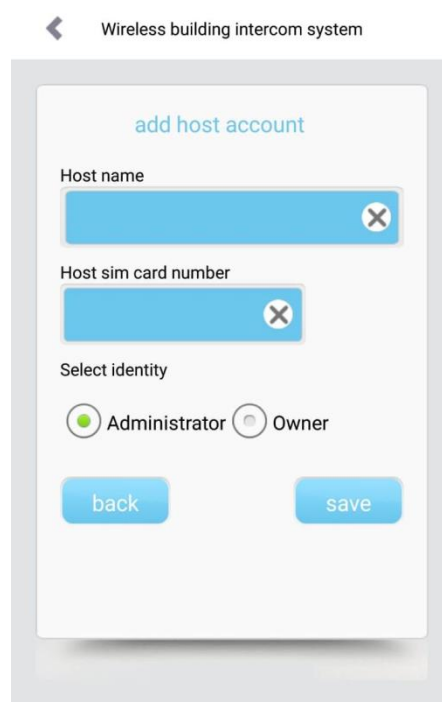 Wireless building intercom system
add host account
Host name
Host sim card number
Select identity
Administrator Owner
back save